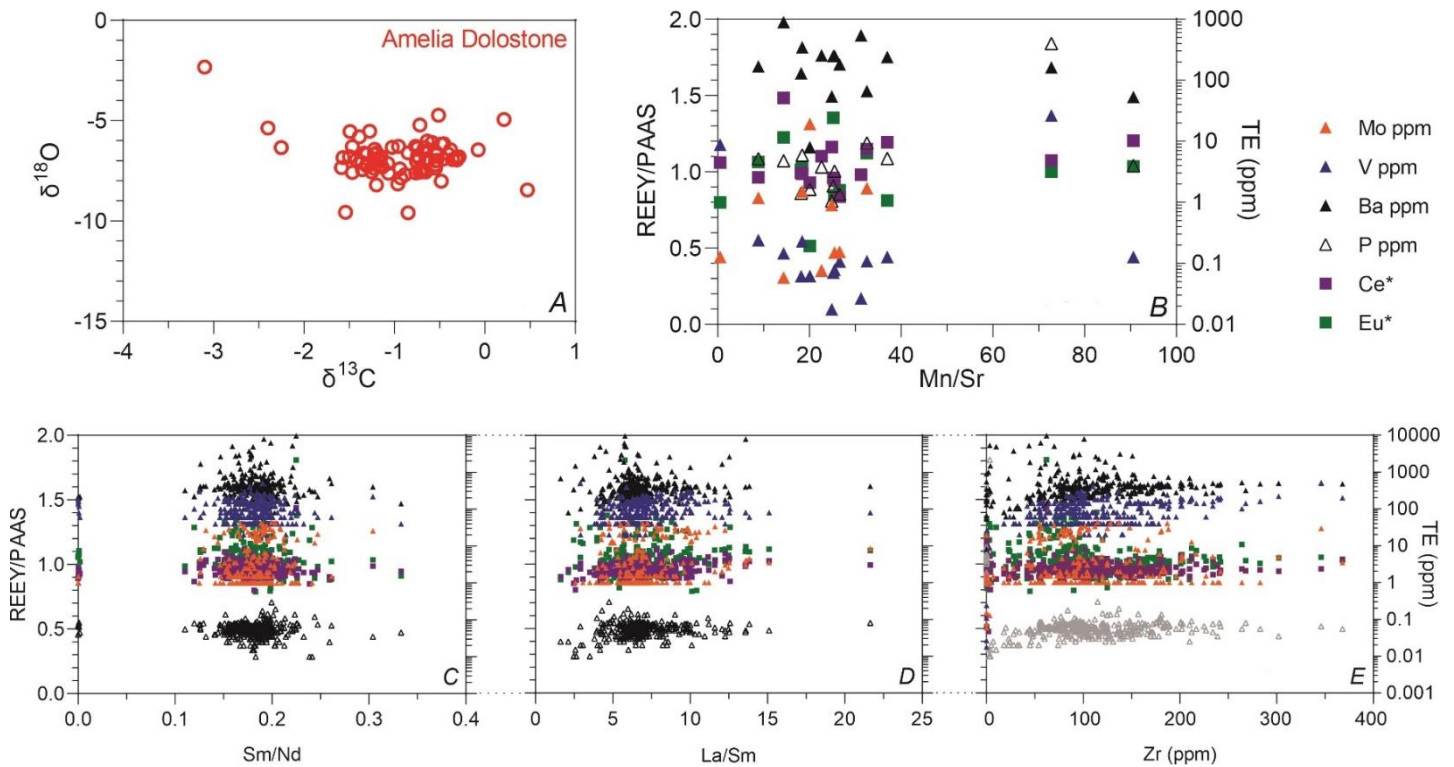 0
-5
-10
-15
δ18O
Amelia Dolostone
A
-4
-3
-2
-1
0
1
δ13C
2.0
1.5
1.0
0.5
0.0
REEY/PAAS
B
0
20
40
60
80
100
Mn/Sr
1000
100
10
1
0.1
0.01
TE (ppm)
Mo ppm
V ppm
Ba ppm
P ppm
Ce*
Eu*
2.0
1.5
1.0
0.5
0.0
REEY/PAAS
C
0.0
0.1
0.2
0.3
0.4
Sm/Nd
D
0
5
10
15
20
25
La/Sm
E
0
100
200
300
400
Zr (ppm)
10000
1000
100
10
1
0.1
0.01
0.001
TE (ppm)